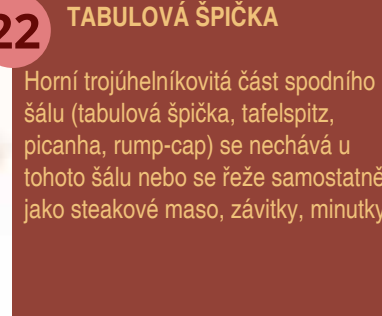 22
TABULOVÁ ŠPIČKA
Horní trojúhelníkovitá část spodního
šálu (tabulová špička, tafelspitz,
picanha, rump-cap) se nechává u
tohoto šálu nebo se řeže samostatně
jako steakové maso, závitky, minutky